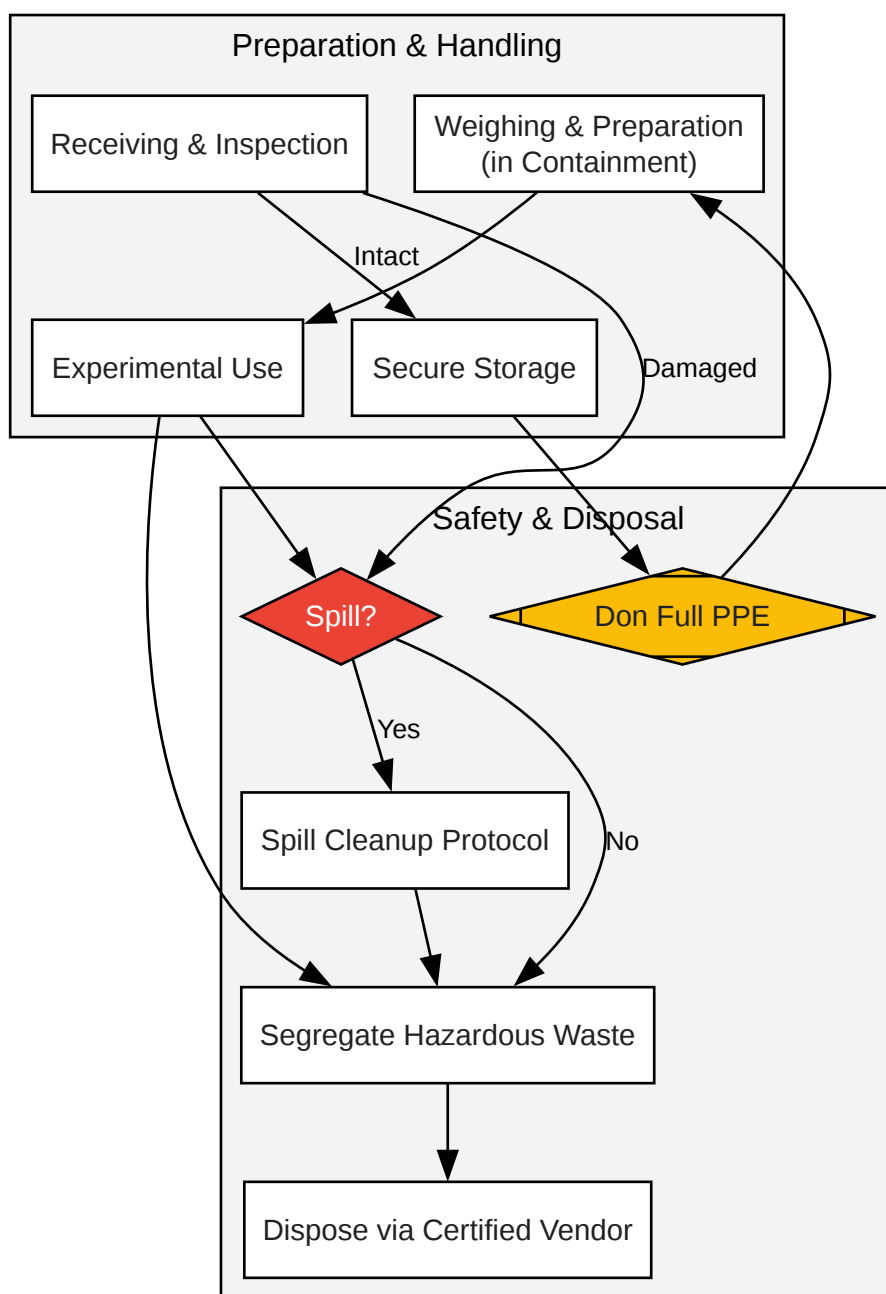 Preparation & Handling
Receiving & Inspection
Weighing & Preparation
(in Containment)
Intact
Experimental Use
Secure Storage
Damaged
Safety & Disposal
Spill?
Don Full PPE
Yes
Spill Cleanup Protocol
No
Segregate Hazardous Waste
Dispose via Certified Vendor